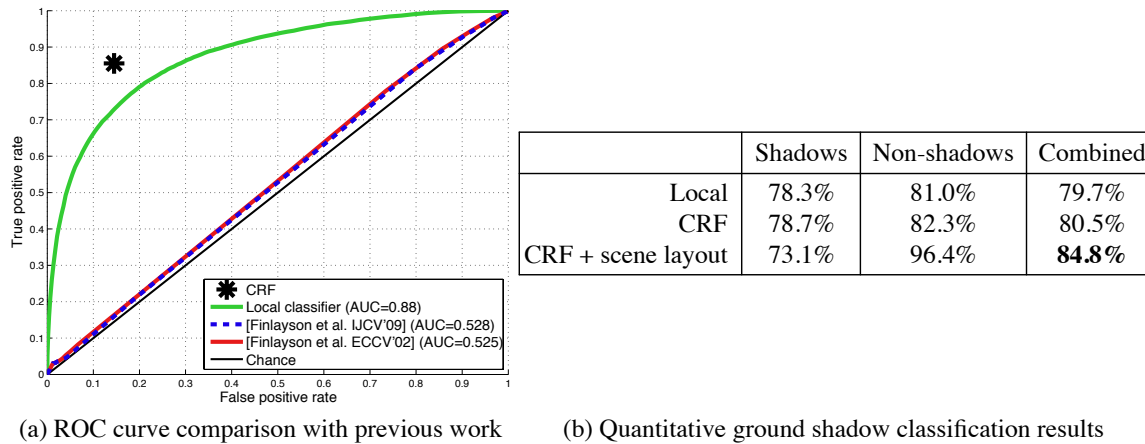 1
0.9
0.8
0.7
0.6
0.5
0.4
0.3
0.2
0.1
0
True positive rate
CRF
Local classifier (AUC=0.88)
[Finlayson et al. IJCV'09] (AUC=0.528)
[Finlayson et al. ECCV'02] (AUC=0.525)
Chance
0 0.1 0.2 0.3 0.4 0.5 0.6 0.7 0.8 0.9 1
False positive rate
(a) ROC curve comparison with previous work
Shadows Non-shadows Combined
Local 78.3% 81.0% 79.7%
CRF 78.7% 82.3% 80.5%
CRF + scene layout 73.1% 96.4% 84.8%
(b) Quantitative ground shadow classification results